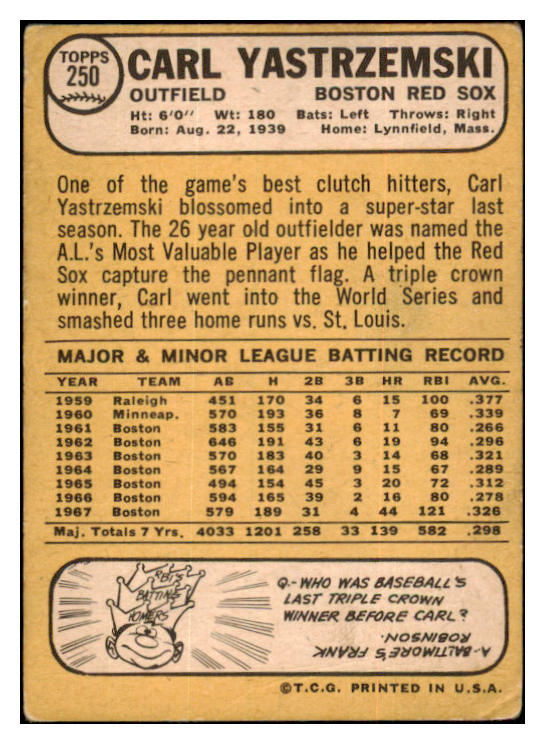 TOPPS
250
CARL YASTRZEMSKI
OUTFIELD BOSTON RED SOX
Ht: 6'0" Wt: 180 Bats: Left Throws: Right
Born: Aug. 22, 1939 Home: Lynnfield, Mass.
One of the game's best clutch hitters, Carl
Yastrzemski blossomed into a super-star last
season. The 26 year old outfielder was named the
A.L.'s Most Valuable Player as he helped the Red
Sox capture the pennant flag. A triple crown
winner, Carl went into the World Series and
smashed three home runs vs. St. Louis.
MAJOR & MINOR LEAGUE BATTING RECORD
YEAR TEAM AB H 2B 3B HR RBI AVG.
1959 Raleigh 451 170 34 6 15 100 .377
1960 Minneap. 570 193 36 8 7 69 .339
1961 Boston 583 155 31 6 11 80 .266
1962 Boston 646 191 43 6 19 94 .296
1963 Boston 570 183 40 3 14 68 .321
1964 Boston 567 164 29 9 15 67 .289
1965 Boston 494 154 45 3 20 72 .312
1966 Boston 594 165 39 2 16 80 .278
1967 Boston 579 189 31 4 44 121 .326
Maj. Totals 7 Yrs. 4033 1201 258 33 139 582 .298
RBI'S
BATTING
HOMERS
Q.-WHO WAS BASEBALL'S
LAST TRIPLE CROWN
WINNER BEFORE CARL?
A.-BALTIMORE'S FRANK
ROBINSON.
©T.C.G. PRINTED IN U.S.A.